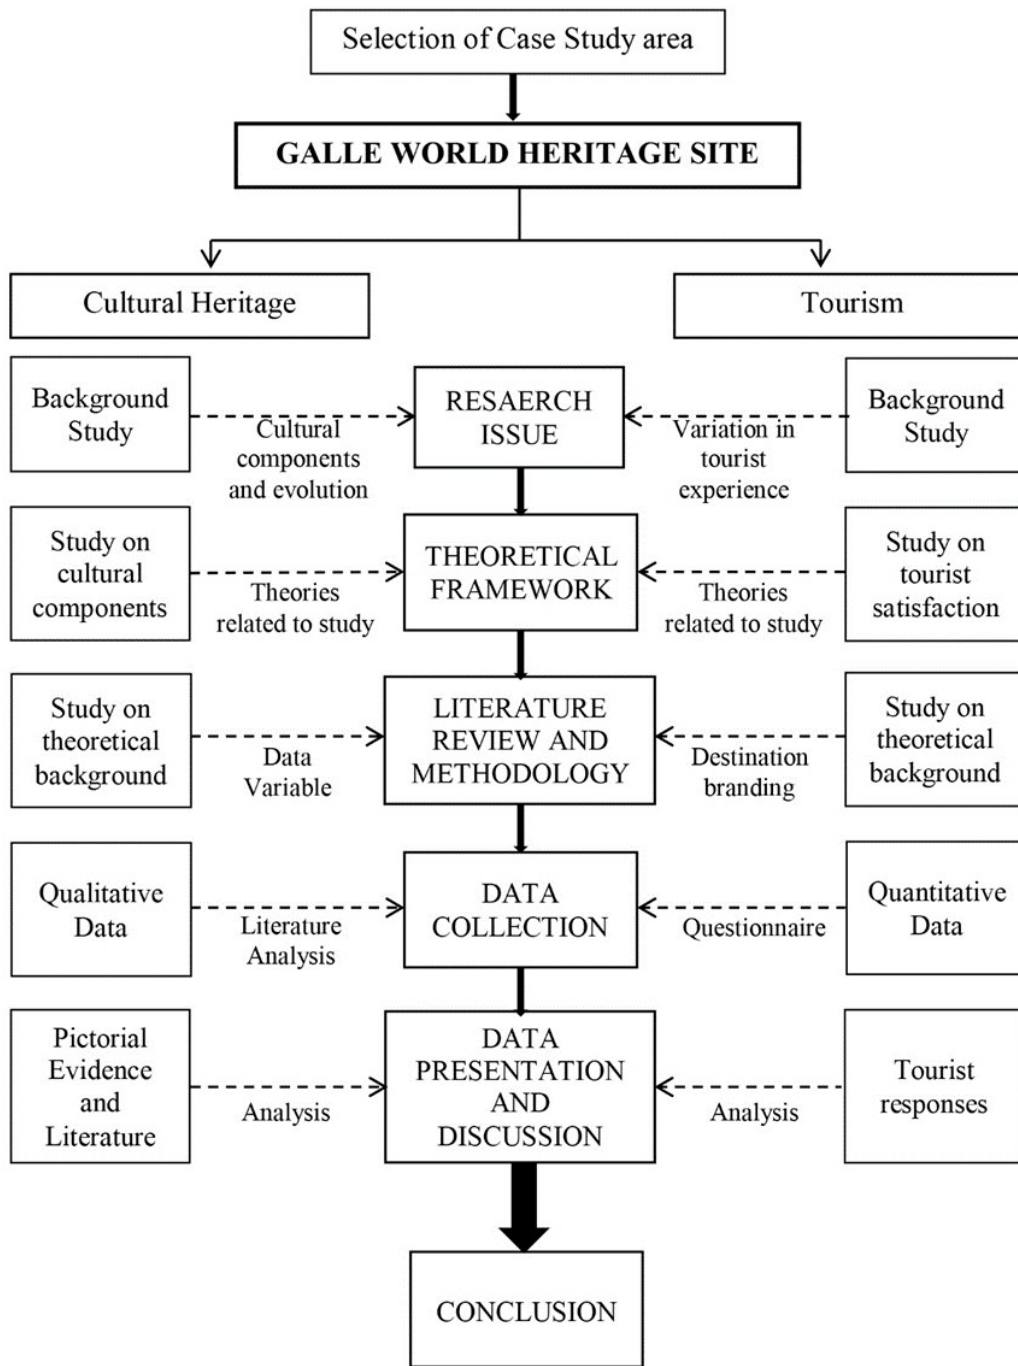 Selection of Case Study area
GALLE WORLD HERITAGE SITE
Cultural Heritage
Tourism
Background
Study
Cultural
components
and evolution
RESAERCH
ISSUE
Variation in
tourist
experience
Background
Study
Study on
cultural
components
Theories
related to study
THEORETICAL
FRAMEWORK
Theories
related to study
Study on
tourist
satisfaction
Study on
theoretical
background
Data
Variable
LITERATURE
REVIEW AND
METHODOLOGY
Destination
branding
Study on
theoretical
background
Qualitative
Data
Literature
Analysis
DATA
COLLECTION
Questionnaire
Quantitative
Data
Pictorial
Evidence
and
Literature
Analysis
DATA
PRESENTATION
AND
DISCUSSION
Analysis
Tourist
responses
CONCLUSION